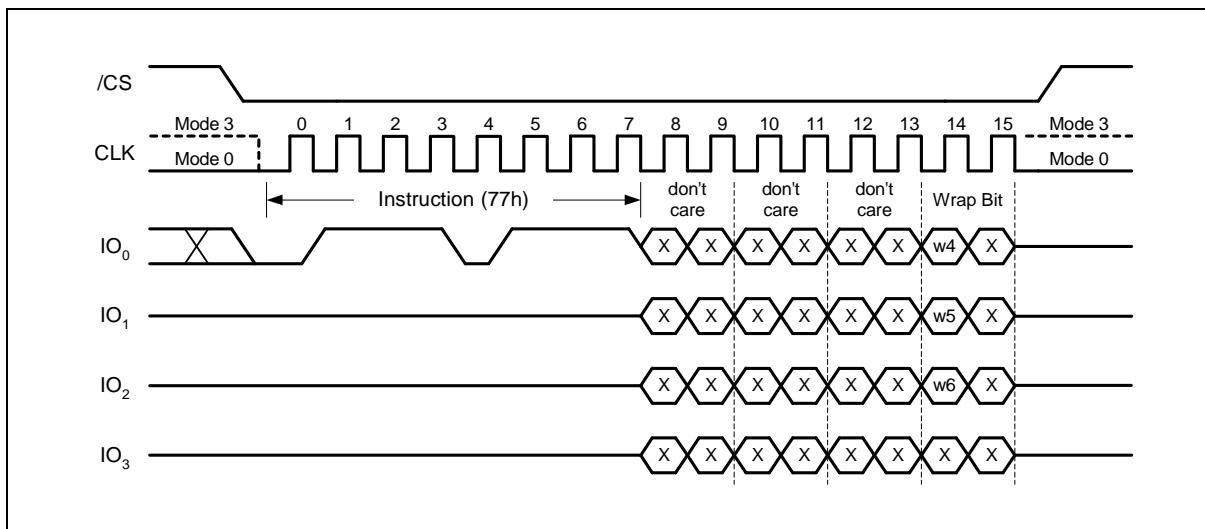 /CS
Mode 3 0 1 2 3 4 5 6 7 8 9 10 11 12 13 14 15 Mode 3
CLK
Mode 0 Mode 0
Instruction (77h) don't care don't care don't care Wrap Bit
IO0 X X X X X X w4 X
IO1 X X X X X X w5 X
IO2 X X X X X X w6 X
IO3 X X X X X X X X